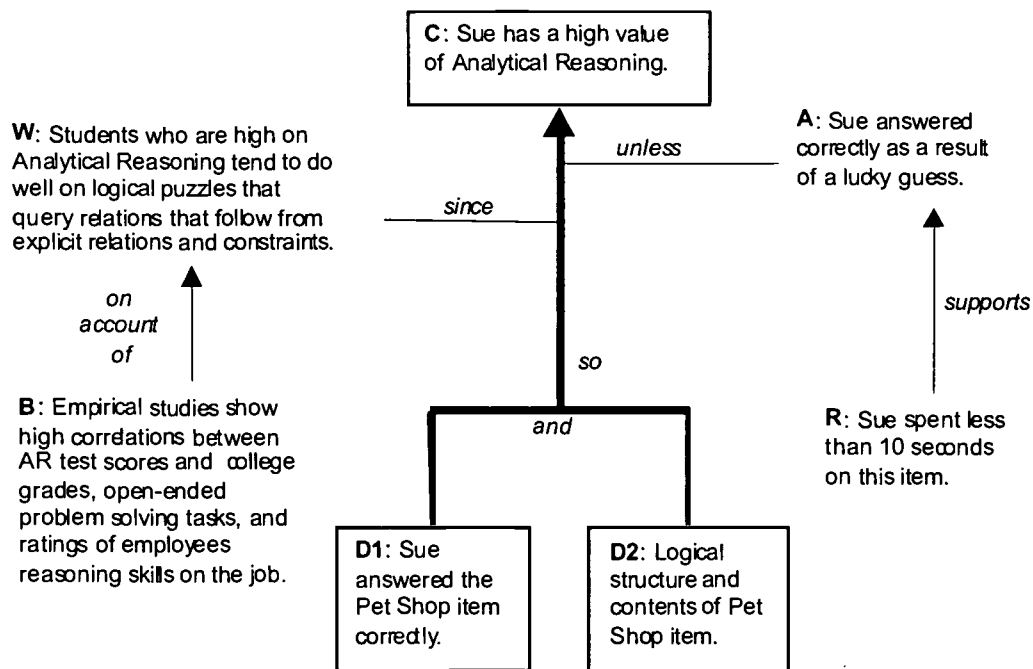 C: Sue has a high value
of Analytical Reasoning.
W: Students who are high on
Analytical Reasoning tend to do
well on logical puzzles that
query relations that follow from
explicit relations and constraints.
since
unless
A: Sue answered
correctly as a result
of a lucky guess.
on
account
of
supports
so
and
B: Empirical studies show
high correlations between
AR test scores and college
grades, open-ended
problem solving tasks, and
ratings of employees
reasoning skills on the job.
R: Sue spent less
than 10 seconds
on this item.
D1: Sue
answered the
Pet Shop item
correctly.
D2: Logical
structure and
contents of Pet
Shop item.